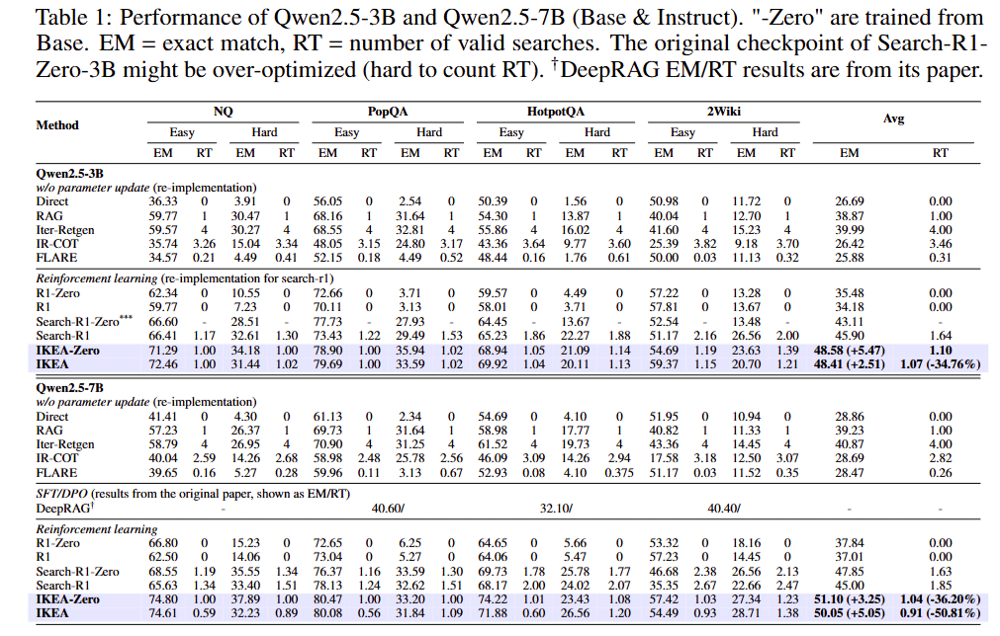 Table 1: Performance of Qwen2.5-3B and Qwen2.5-7B (Base & Instruct). "-Zero" are trained from
Base. EM = exact match, RT = number of valid searches. The original checkpoint of Search-R1-
Zero-3B might be over-optimized (hard to count RT). †DeepRAG EM/RT results are from its paper.
Method NQ PopQA HotpotQA 2Wiki Avg
Easy Hard Easy Hard Easy Hard Easy Hard
EM RT EM RT EM RT EM RT EM RT EM RT EM RT EM RT EM RT
Qwen2.5-3B
w/o parameter update (re-implementation)
Direct 36.33 0 3.91 0 56.05 0 2.54 0 50.39 0 1.56 0 50.98 0 11.72 0 26.69 0.00
RAG 59.77 1 30.47 1 68.16 1 31.64 1 54.30 1 13.87 1 40.04 1 12.70 1 38.87 1.00
Iter-Retgen 59.57 4 30.27 4 68.55 4 32.81 4 55.86 4 16.02 4 41.60 4 15.23 4 39.99 4.00
IR-COT 35.74 3.26 15.04 3.34 48.05 3.15 24.80 3.17 43.36 3.64 9.77 3.60 25.39 3.82 9.18 3.70 26.42 3.46
FLARE 34.57 0.21 4.49 0.41 52.15 0.18 4.49 0.52 48.44 0.16 1.76 0.61 50.00 0.03 11.13 0.32 25.88 0.31
Reinforcement learning (re-implementation for search-r1)
R1-Zero 62.34 0 10.55 0 72.66 0 3.71 0 59.57 0 4.49 0 57.22 0 13.28 0 35.48 0.00
R1 59.77 0 7.23 0 70.11 0 3.13 0 58.01 0 3.71 0 57.81 0 13.67 0 34.18 0.00
Search-R1-Zero*** 66.60 - 28.51 - 77.73 - 27.93 - 64.45 - 13.67 - 52.54 - 13.48 - 43.11 -
Search-R1 66.41 1.17 32.61 1.30 73.43 1.22 29.49 1.53 65.23 1.86 22.27 1.88 51.17 2.16 26.56 2.00 45.90 1.64
IKEA-Zero 71.29 1.00 34.18 1.00 78.90 1.00 35.94 1.02 68.94 1.05 21.09 1.14 54.69 1.19 23.63 1.39 48.58 (+5.47) 1.10
IKEA 72.46 1.00 31.44 1.02 79.69 1.00 33.59 1.02 69.92 1.04 20.11 1.13 59.37 1.15 20.70 1.21 48.41 (+2.51) 1.07 (-34.76%)
Qwen2.5-7B
w/o parameter update (re-implementation)
Direct 41.41 0 4.30 0 61.13 0 2.34 0 54.69 0 4.10 0 51.95 0 10.94 0 28.86 0.00
RAG 57.23 1 26.37 1 69.73 1 31.64 1 58.98 1 17.77 1 40.82 1 11.33 1 39.23 1.00
Iter-Retgen 58.79 4 26.95 4 70.90 4 31.25 4 61.52 4 19.73 4 43.36 4 14.45 4 40.87 4.00
IR-COT 40.04 2.59 14.26 2.68 58.98 2.48 25.78 2.56 46.09 3.09 14.26 2.94 17.58 3.18 12.50 3.07 28.69 2.82
FLARE 39.65 0.16 5.27 0.28 59.96 0.11 3.13 0.67 52.93 0.08 4.10 0.375 51.17 0.03 11.52 0.35 28.47 0.26
SFT/DPO (results from the original paper, shown as EM/RT)
DeepRAG† - 40.60/ 32.10/ 40.40/ - -
Reinforcement learning
R1-Zero 66.80 0 15.23 0 72.65 0 6.25 0 64.65 0 5.66 0 53.32 0 18.16 0 37.84 0.00
R1 62.50 0 14.06 0 73.04 0 5.27 0 64.06 0 5.47 0 57.23 0 14.45 0 37.01 0.00
Search-R1-Zero 68.55 1.19 35.55 1.34 76.37 1.16 33.59 1.30 69.73 1.78 25.78 1.77 46.68 2.38 26.56 2.13 47.85 1.63
Search-R1 65.63 1.34 33.40 1.51 78.13 1.24 32.62 1.51 68.17 2.00 24.02 2.07 35.35 2.67 22.66 2.47 45.00 1.85
IKEA-Zero 74.80 1.00 37.89 1.00 80.47 1.00 33.20 1.00 74.22 1.01 23.43 1.08 57.42 1.03 27.34 1.23 51.10 (+3.25) 1.04 (-36.20%)
IKEA 74.61 0.59 32.23 0.89 80.08 0.56 31.84 1.09 71.88 0.60 26.56 1.20 54.49 0.93 28.71 1.38 50.05 (+5.05) 0.91 (-50.81%)